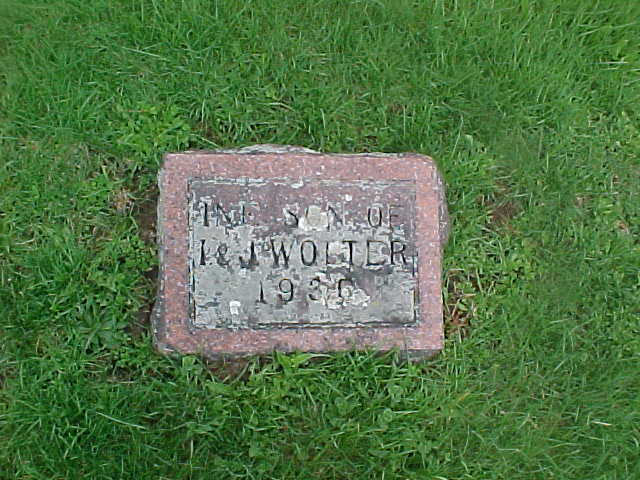 INF SON OF
I & J WOLTER
1936